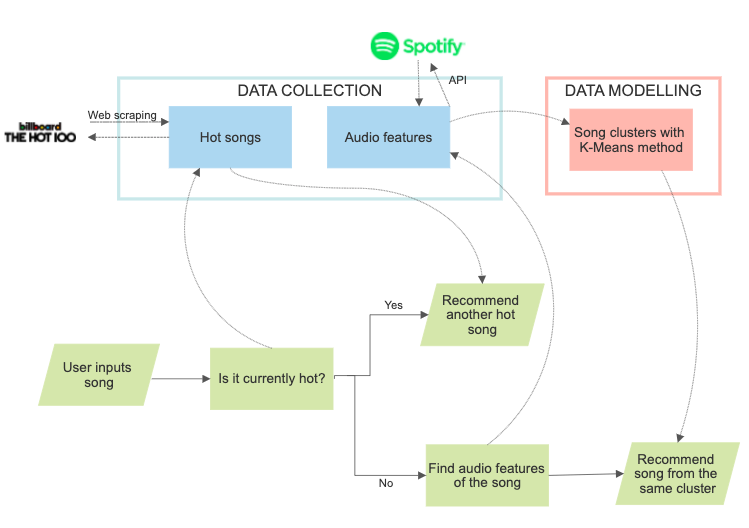 Spotify
API
DATA COLLECTION
DATA MODELLING
billboard
THE HOT 100
Web scraping
Hot songs
Audio features
Song clusters with
K-Means method
Recommend
another hot
song
Yes
User inputs
song
Is it currently hot?
No
Find audio features
of the song
Recommend
song from the
same cluster